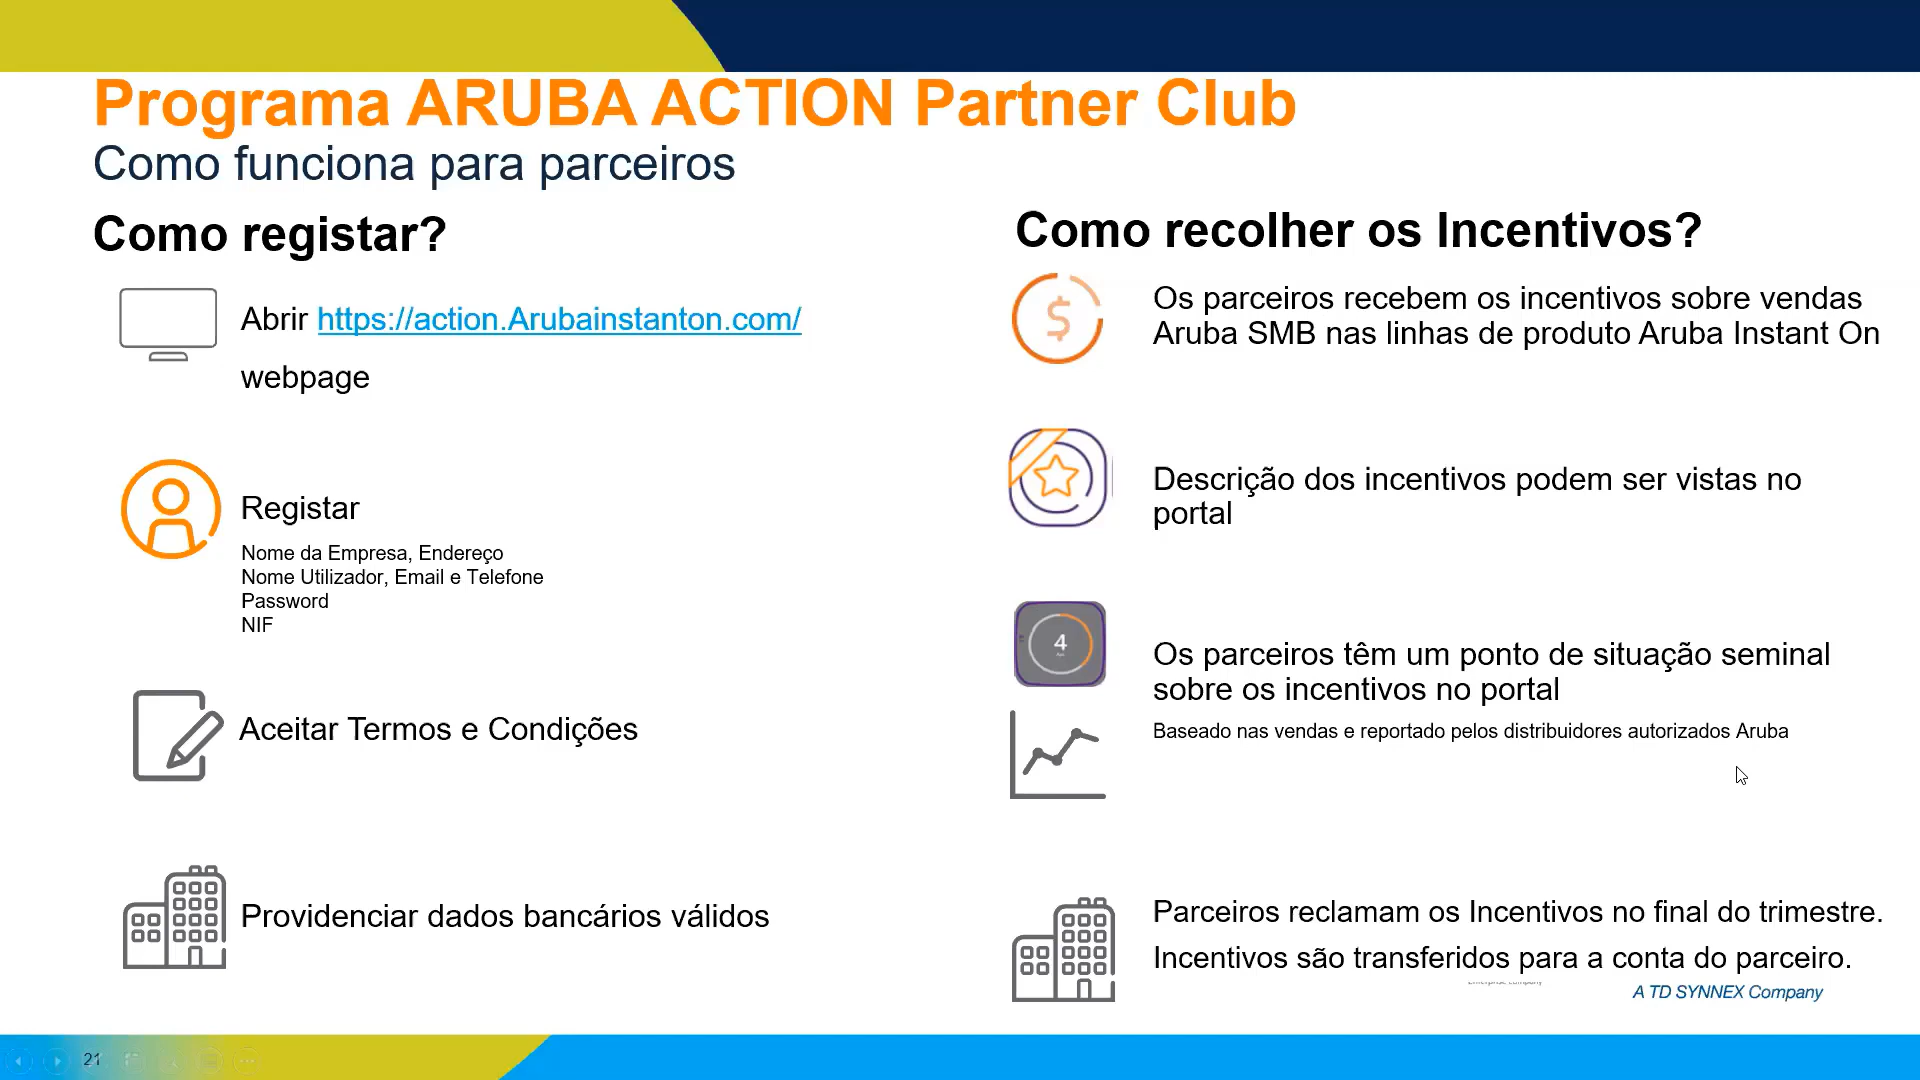 Programa ARUBA ACTION Partner Club
Como funciona para parceiros
Como registar?
Abrir https://action.Arubainstanton.com/
webpage
Registar
Nome da Empresa, Endereço
Nome Utilizador, Email e Telefone
Password
NIF
Aceitar Termos e Condições
Providenciar dados bancários válidos
Como recolher os Incentivos?
Os parceiros recebem os incentivos sobre vendas
Aruba SMB nas linhas de produto Aruba Instant On
Descrição dos incentivos podem ser vistas no
portal
4
Os parceiros têm um ponto de situação seminal
sobre os incentivos no portal
Baseado nas vendas e reportado pelos distribuidores autorizados Aruba
Parceiros reclamam os Incentivos no final do trimestre.
Incentivos são transferidos para a conta do parceiro.
A TD SYNNEX Company
21